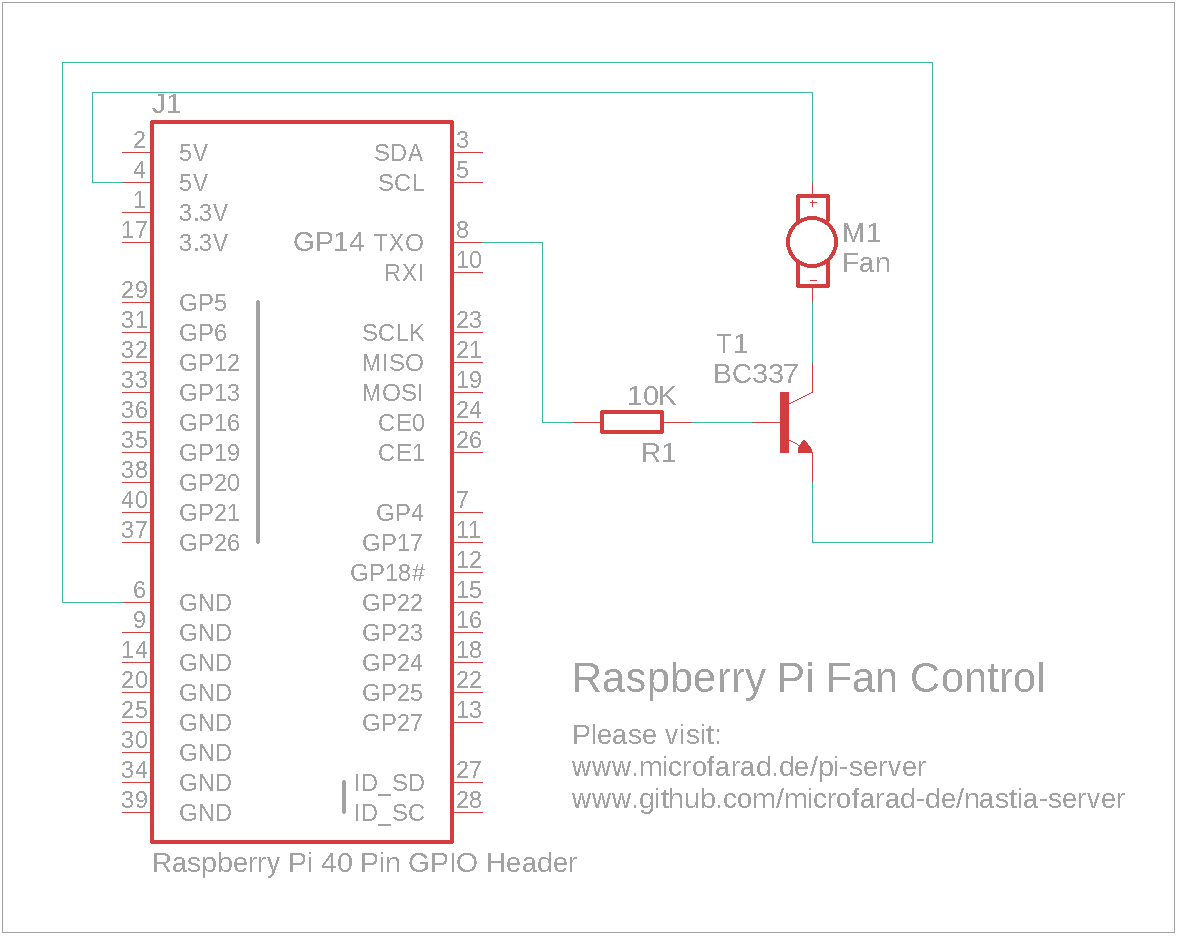 J1
2 5V SDA 3
4 5V SCL 5
1 3.3V
17 3.3V GP14 TXO 8
RXI 10
29 GP5
31 GP6 SCLK 23
32 GP12 MISO 21
33 GP13 MOSI 19
36 GP16 CE0 24
35 GP19 CE1 26
38 GP20
40 GP21 GP4 7
37 GP26 GP17 11
GP18# 12
6 GND GP22 15
9 GND GP23 16
14 GND GP24 18
20 GND GP25 22
25 GND GP27 13
30 GND
34 GND ID_SD 27
39 GND ID_SC 28
Raspberry Pi 40 Pin GPIO Header
+
M1
Fan
−
T1
BC337
10K
R1
Raspberry Pi Fan Control
Please visit:
www.microfarad.de/pi-server
www.github.com/microfarad-de/nastia-server